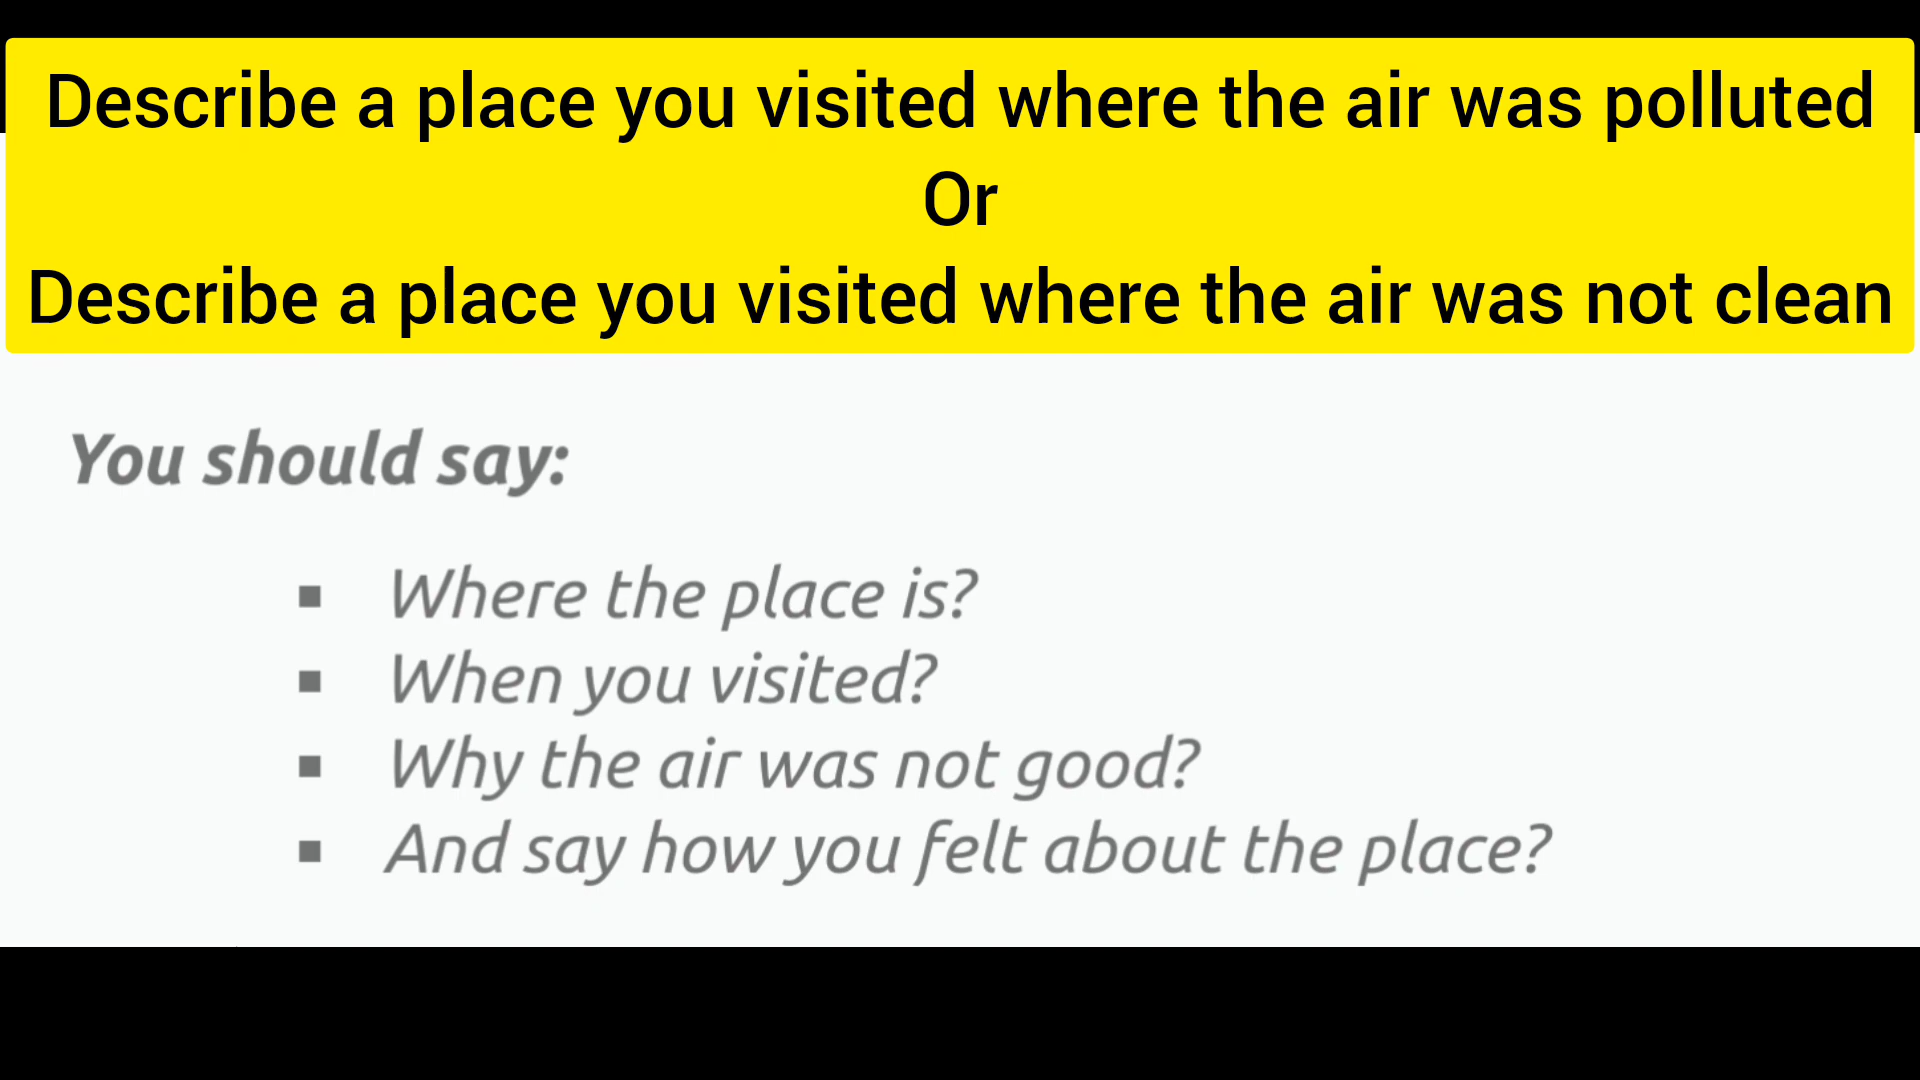 Describe a place you visited where the air was polluted
Or
Describe a place you visited where the air was not clean
You should say:
▪ Where the place is?
▪ When you visited?
▪ Why the air was not good?
▪ And say how you felt about the place?